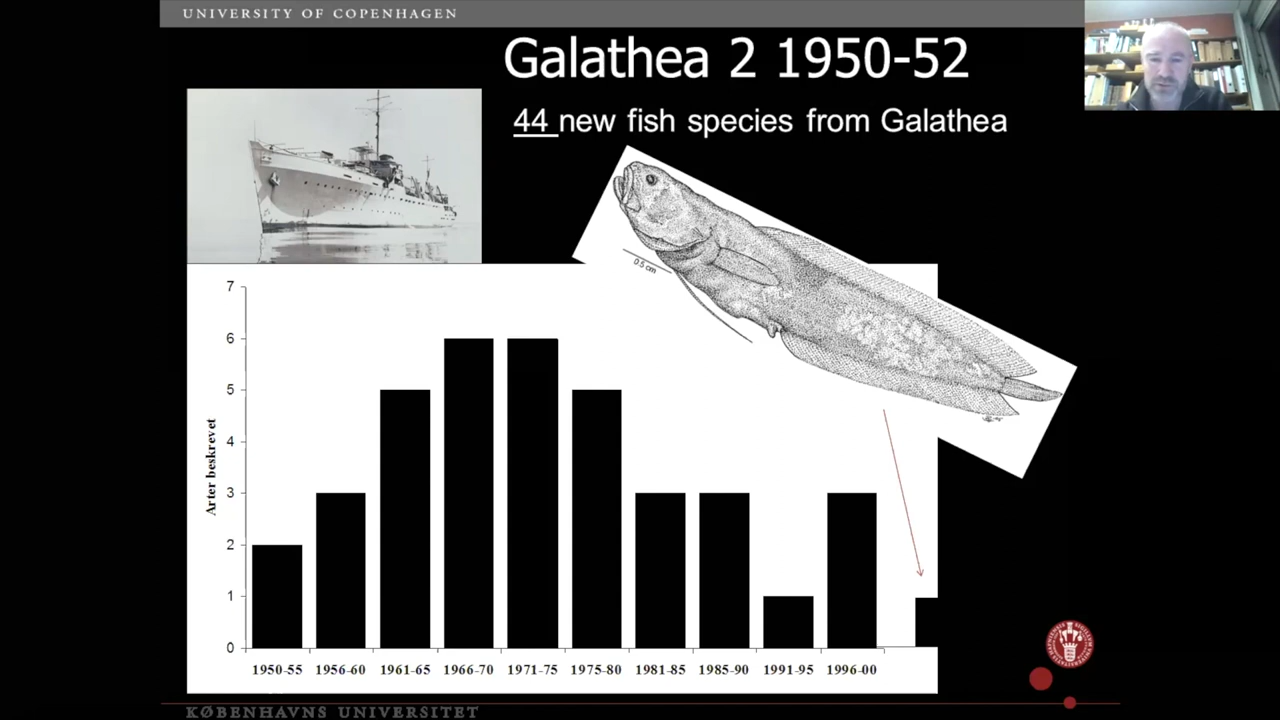 UNIVERSITY OF COPENHAGEN
Galathea 2 1950-52
44 new fish species from Galathea
0.5 cm
Arter beskrevet
7
6
5
4
3
2
1
0
1950-55 1956-60 1961-65 1966-70 1971-75 1975-80 1981-85 1985-90 1991-95 1996-00
KØBENHAVNS UNIVERSITET